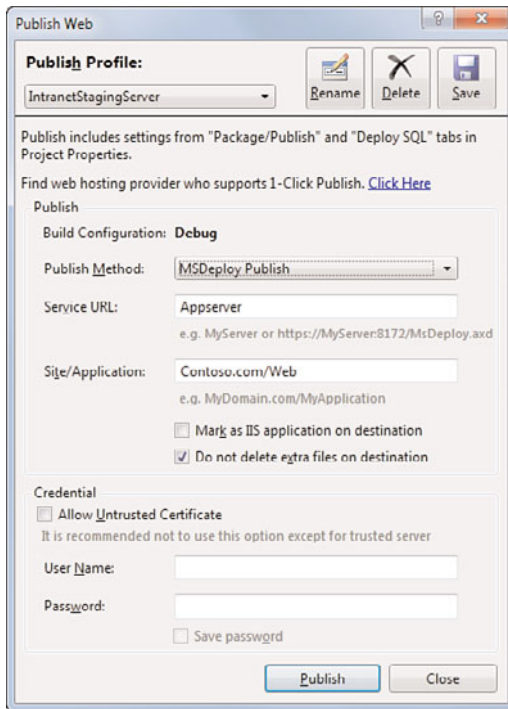 Publish Web
Publish Profile:
IntranetStagingServer
Rename
Delete
Save
Publish includes settings from "Package/Publish" and "Deploy SQL" tabs in
Project Properties.
Find web hosting provider who supports 1-Click Publish. Click Here
Publish
Build Configuration: Debug
Publish Method: MSDeploy Publish
Service URL: Appserver
e.g. MyServer or https://MyServer:8172/MsDeploy.axd
Site/Application: Contoso.com/Web
e.g. MyDomain.com/MyApplication
Mark as IIS application on destination
Do not delete extra files on destination
Credential
Allow Untrusted Certificate
It is recommended not to use this option except for trusted server
User Name:
Password:
Save password
Publish
Close